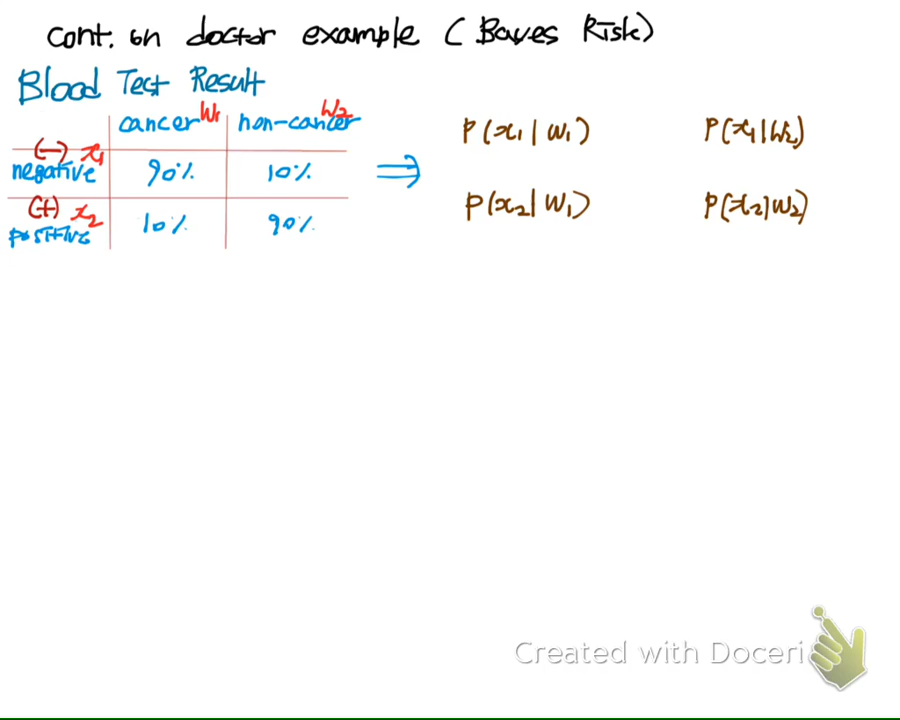 cont. on doctor example (Bayes Risk)
Blood Test Result
cancer W₁ non-cancer W₂
(-) x₁
negative 90% 10% ⇒ P(x₁|W₁) P(x₁|W₂)
(+) x₂
positive 10% 90% P(x₂|W₁) P(x₂|W₂)
Created with Doceri